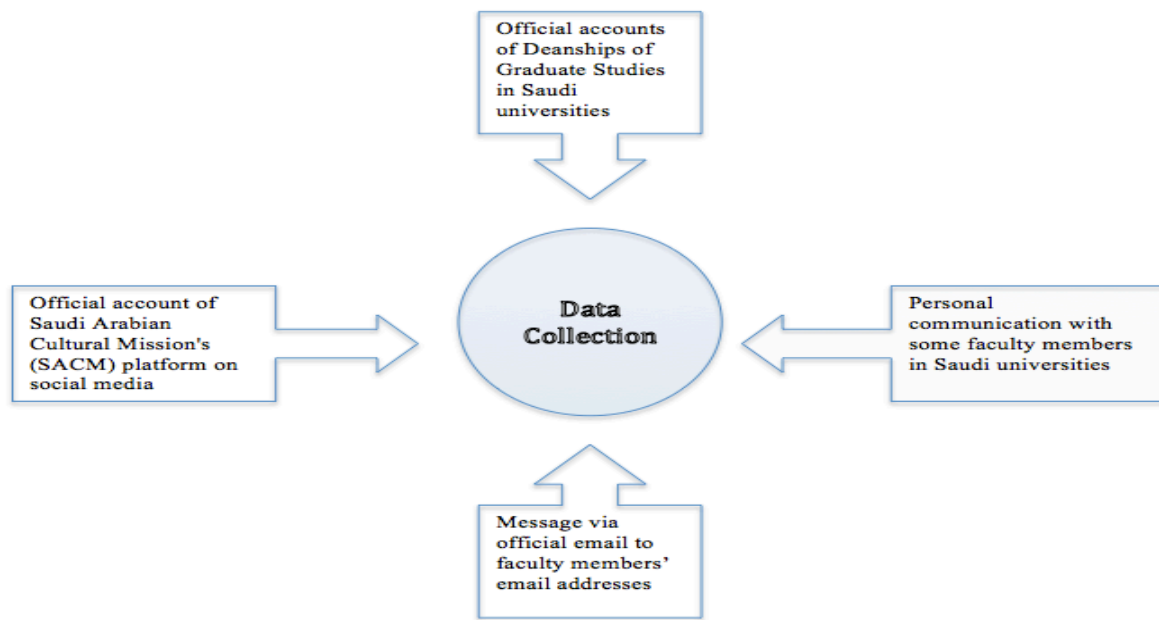 Official accounts
of Deanships of
Graduate Studies
in Saudi
universities
Official account of
Saudi Arabian
Cultural Mission's
(SACM) platform on
social media
Data
Collection
Personal
communication with
some faculty members
in Saudi universities
Message via
official email to
faculty members’
email addresses